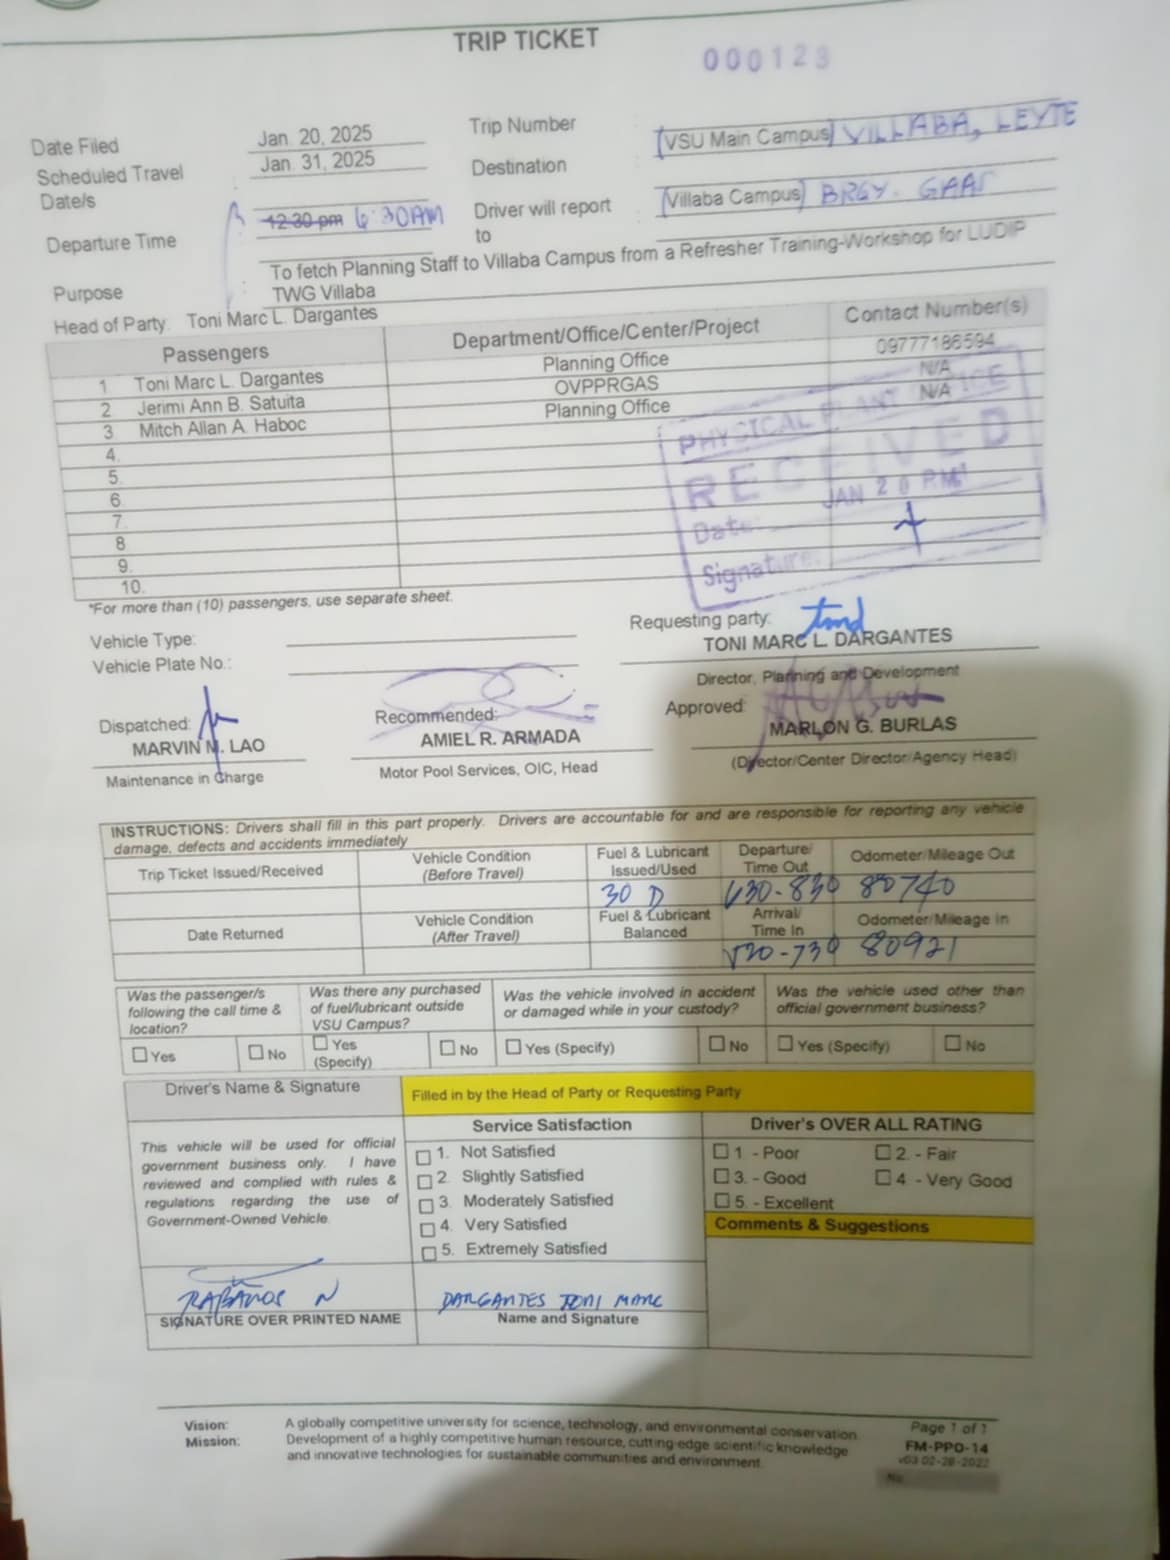 TRIP TICKET
000123
Date Filed Jan. 20, 2025 Trip Number
Scheduled Travel Date/s : Jan. 31, 2025 Destination : [VSU Main Campus] VILLABA, LEYTE
Departure Time : 12:30 pm 6:30AM Driver will report to : [Villaba Campus] BRGY. GAAS
Purpose : To fetch Planning Staff to Villaba Campus from a Refresher Training-Workshop for LUDIP
TWG Villaba
Head of Party: Toni Marc L. Dargantes
Passengers Department/Office/Center/Project Contact Number(s)
1 Toni Marc L. Dargantes Planning Office 09777186594
2 Jerimi Ann B. Satuita OVPPRGAS N/A
3 Mitch Allan A. Haboc Planning Office N/A
4.
5.
6
7.
8
9.
10.
PHYSICAL PLANT OFFICE
RECEIVED
Date: JAN 20 P.M.
Signature:
*For more than (10) passengers, use separate sheet.
Vehicle Type:
Vehicle Plate No.:
Requesting party: tmd
TONI MARC L. DARGANTES
Director, Planning and Development
Dispatched: Recommended: Approved:
MARVIN M. LAO AMIEL R. ARMADA MARLON G. BURLAS
Maintenance in Charge Motor Pool Services, OIC, Head (Director/Center Director/Agency Head)
INSTRUCTIONS: Drivers shall fill in this part properly. Drivers are accountable for and are responsible for reporting any vehicle
damage, defects and accidents immediately
Trip Ticket Issued/Received Vehicle Condition (Before Travel) Fuel & Lubricant Issued/Used Departure/ Time Out Odometer/Mileage Out
30 D 630-830 80740
Date Returned Vehicle Condition (After Travel) Fuel & Lubricant Balanced Arrival/ Time In Odometer/Mileage In
520-730 80921
Was the passenger/s following the call time & location? Was there any purchased of fuel/lubricant outside VSU Campus? Was the vehicle involved in accident or damaged while in your custody? Was the vehicle used other than official government business?
Yes No Yes (Specify) No Yes (Specify) No Yes (Specify) No
Driver's Name & Signature Filled in by the Head of Party or Requesting Party
Service Satisfaction Driver's OVER ALL RATING
This vehicle will be used for official
government business only. I have
reviewed and complied with rules &
regulations regarding the use of
Government-Owned Vehicle.
1. Not Satisfied
2. Slightly Satisfied
3. Moderately Satisfied
4. Very Satisfied
5. Extremely Satisfied
1 - Poor 2. - Fair
3. - Good 4 - Very Good
5. - Excellent
Comments & Suggestions
RABANOS N DARGANTES TONI MARC
SIGNATURE OVER PRINTED NAME Name and Signature
Vision: A globally competitive university for science, technology, and environmental conservation.
Mission: Development of a highly competitive human resource, cutting-edge scientific knowledge
and innovative technologies for sustainable communities and environment.
Page 1 of 1
FM-PPO-14
v03 02-28-2022
No.